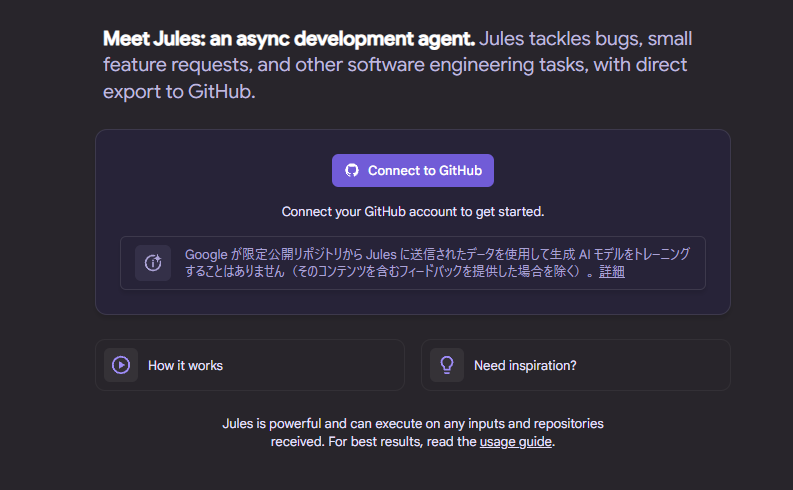 Meet Jules: an async development agent. Jules tackles bugs, small
feature requests, and other software engineering tasks, with direct
export to GitHub.
Connect to GitHub
Connect your GitHub account to get started.
Google が限定公開リポジトリから Jules に送信されたデータを使用して生成 AI モデルをトレーニング
することはありません（そのコンテンツを含むフィードバックを提供した場合を除く）。詳細
How it works
Need inspiration?
Jules is powerful and can execute on any inputs and repositories
received. For best results, read the usage guide.